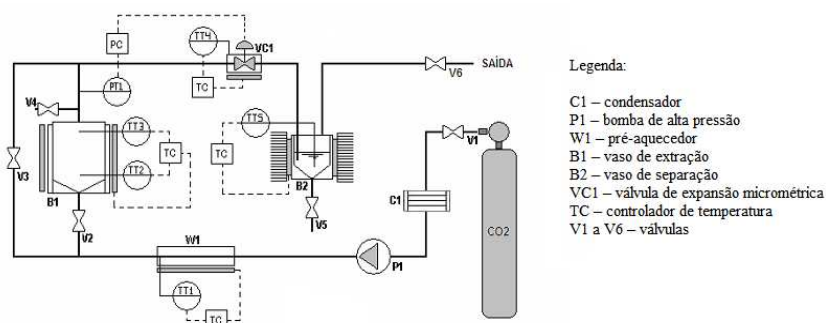 TT4
VC1
PC
V6
SAÍDA
TC
V4
PT1
TT3
TT5
V1
TC
TC
TT2
V3
B1
B2
C1
V2
V5
CO2
W1
P1
TT1
TC
Legenda:
C1 – condensador
P1 – bomba de alta pressão
W1 – pré-aquecedor
B1 – vaso de extração
B2 – vaso de separação
VC1 – válvula de expansão micrométrica
TC – controlador de temperatura
V1 a V6 – válvulas